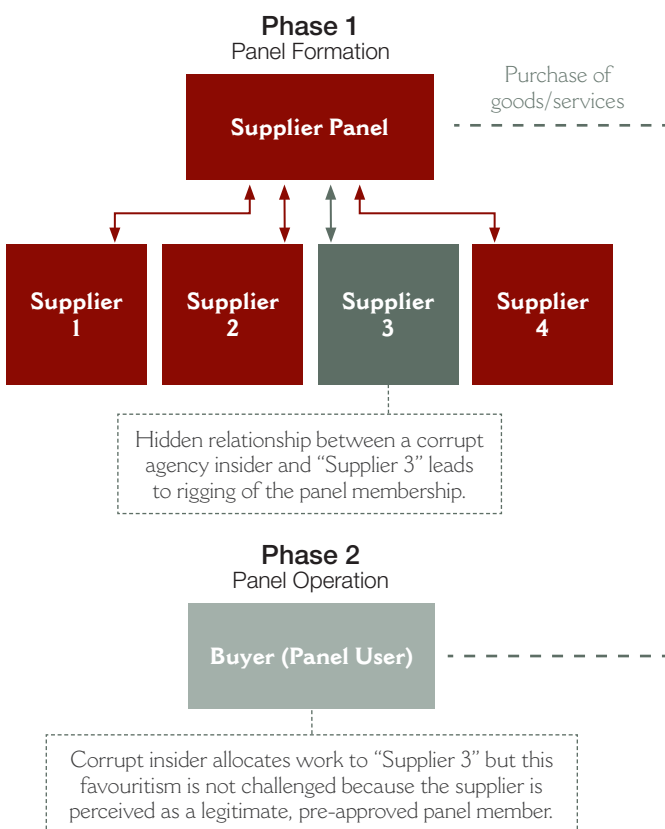 Phase 1
Panel Formation
Purchase of
goods/services
Supplier Panel
Supplier
1
Supplier
2
Supplier
3
Supplier
4
Hidden relationship between a corrupt
agency insider and “Supplier 3” leads
to rigging of the panel membership.
Phase 2
Panel Operation
Buyer (Panel User)
Corrupt insider allocates work to “Supplier 3” but this
favouritism is not challenged because the supplier is
perceived as a legitimate, pre-approved panel member.